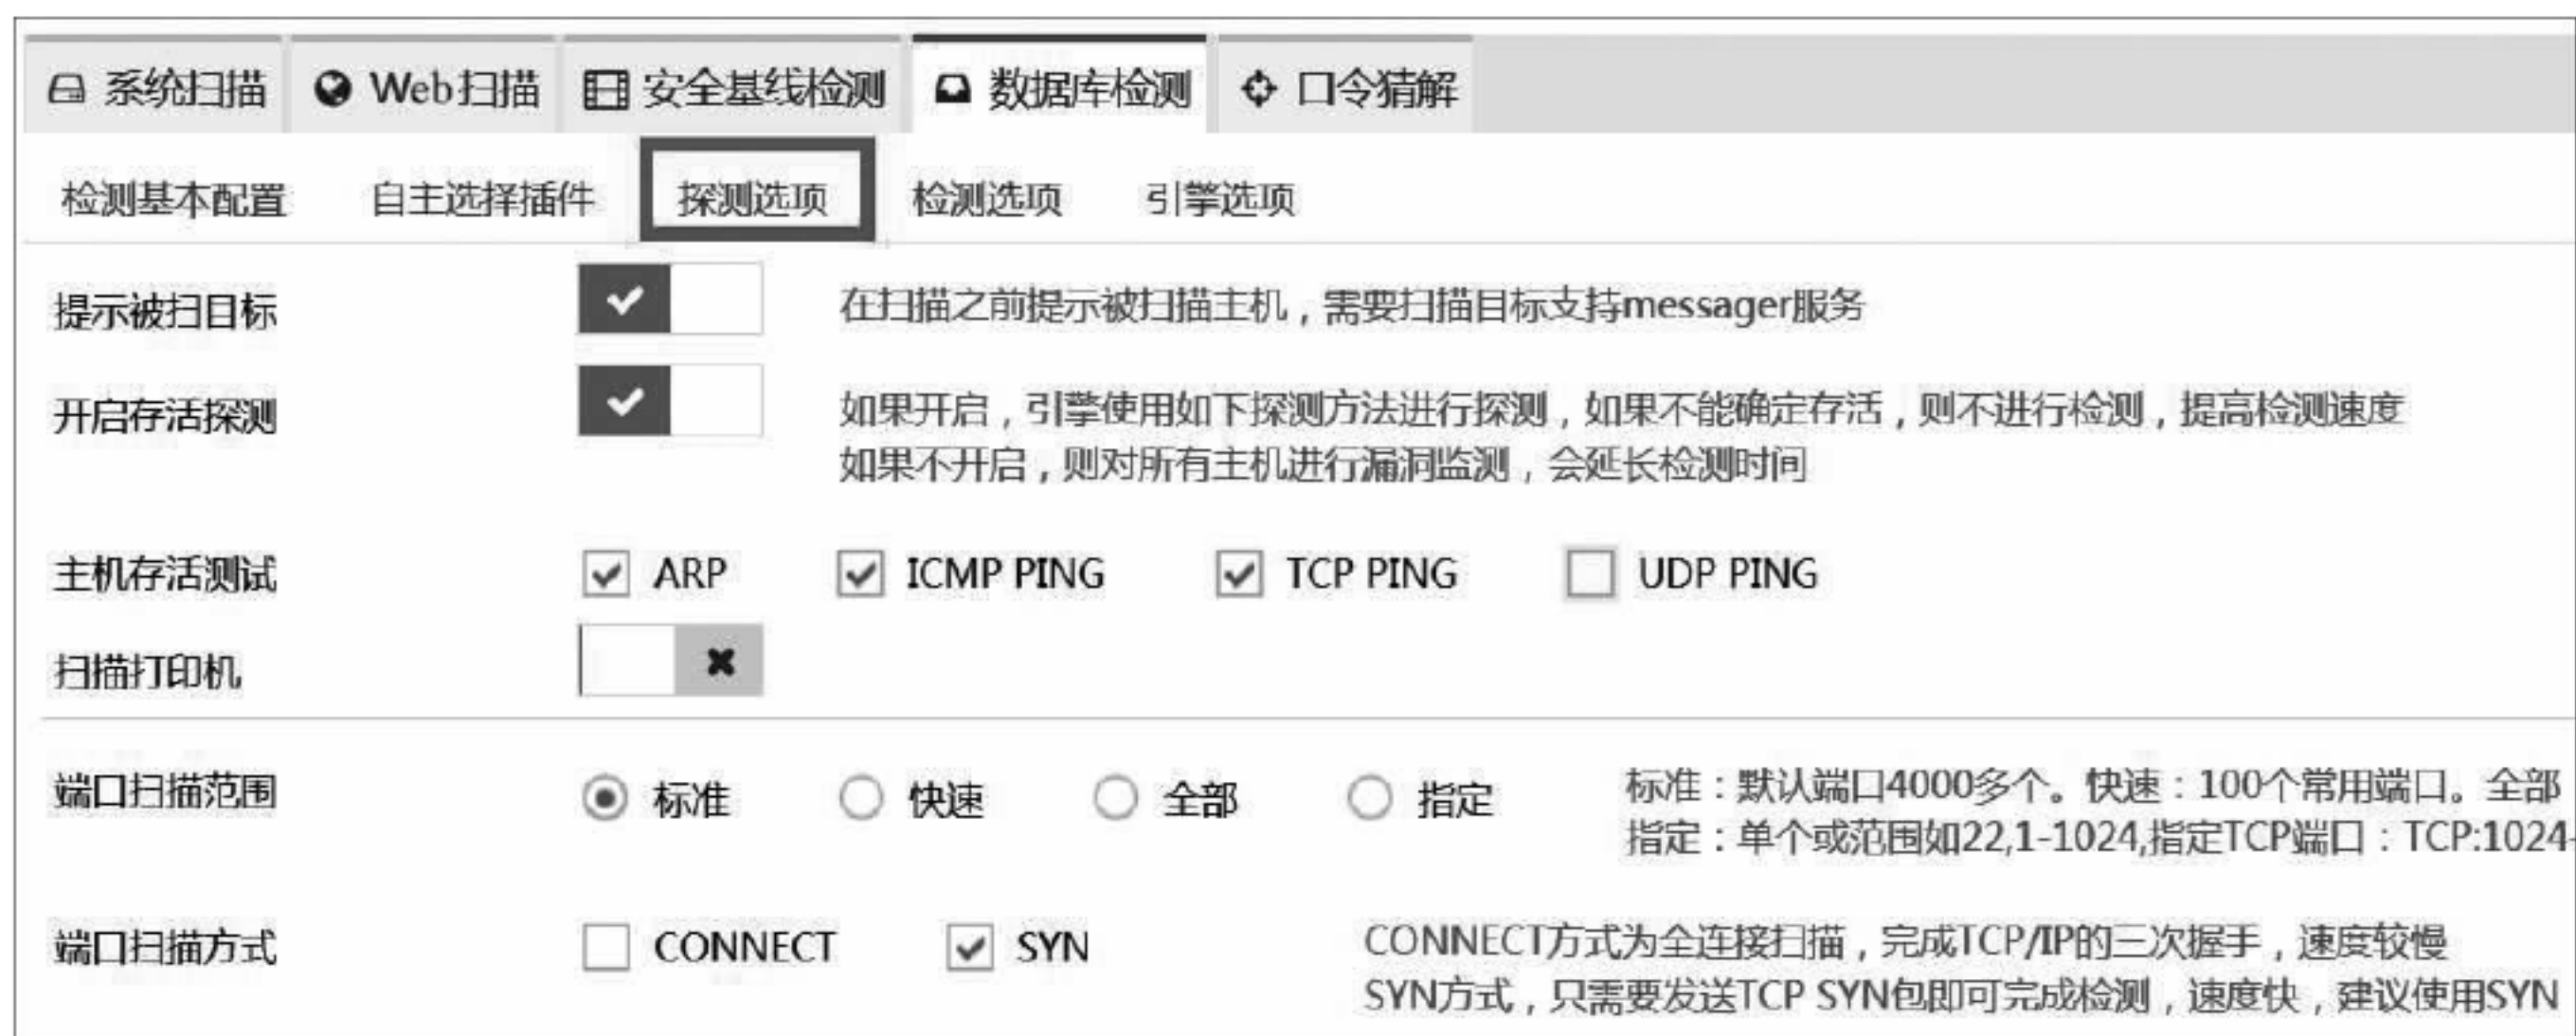 系统扫描 Web扫描 安全基线检测 数据库检测 口令猜解
检测基本配置 自主选择插件 探测选项 检测选项 引擎选项
提示被扫目标 在扫描之前提示被扫描主机，需要扫描目标支持messager服务
开启存活探测 如果开启，引擎使用如下探测方法进行探测，如果不能确定存活，则不进行检测，提高检测速度
如果不开启，则对所有主机进行漏洞监测，会延长检测时间
主机存活测试 ARP ICMP PING TCP PING UDP PING
扫描打印机
端口扫描范围 标准 快速 全部 指定 标准：默认端口4000多个。快速：100个常用端口。全部
指定：单个或范围如22,1-1024,指定TCP端口：TCP:1024-
端口扫描方式 CONNECT SYN CONNECT方式为全连接扫描，完成TCP/IP的三次握手，速度较慢
SYN方式，只需要发送TCP SYN包即可完成检测，速度快，建议使用SYN